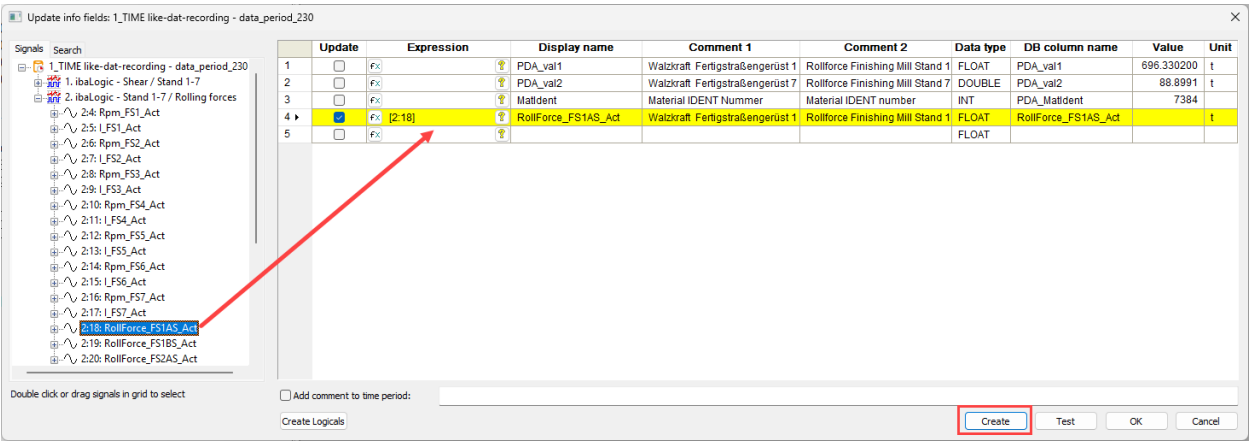 Update info fields: 1_TIME like-dat-recording - data_period_230
Signals Search
1_TIME like-dat-recording - data_period_230
1. ibaLogic - Shear / Stand 1-7
2. ibaLogic - Stand 1-7 / Rolling forces
2:4: Rpm_FS1_Act
2:5: I_FS1_Act
2:6: Rpm_FS2_Act
2:7: I_FS2_Act
2:8: Rpm_FS3_Act
2:9: I_FS3_Act
2:10: Rpm_FS4_Act
2:11: I_FS4_Act
2:12: Rpm_FS5_Act
2:13: I_FS5_Act
2:14: Rpm_FS6_Act
2:15: I_FS6_Act
2:16: Rpm_FS7_Act
2:17: I_FS7_Act
2:18: RollForce_FS1AS_Act
2:19: RollForce_FS1BS_Act
2:20: RollForce_FS2AS_Act
Double click or drag signals in grid to select
Update Expression Display name Comment 1 Comment 2 Data type DB column name Value Unit
1 fx ? PDA_val1 Walzkraft Fertigstraßengerüst 1 Rollforce Finishing Mill Stand 1 FLOAT PDA_val1 696.330200 t
2 fx ? PDA_val2 Walzkraft Fertigstraßengerüst 7 Rollforce Finishing Mill Stand 7 DOUBLE PDA_val2 88.8991 t
3 fx ? MatIdent Material IDENT Nummer Material IDENT number INT PDA_MatIdent 7384
4 fx [2:18] ? RollForce_FS1AS_Act Walzkraft Fertigstraßengerüst 1 Rollforce Finishing Mill Stand 1 FLOAT RollForce_FS1AS_Act t
5 fx ? FLOAT
Add comment to time period:
Create Logicals Create Test OK Cancel